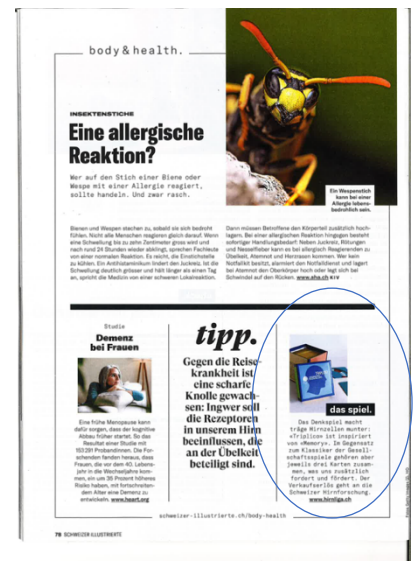 body & health.
INSEKTENSTICHE
Eine allergische
Reaktion?
Wer auf den Stich einer Biene oder
Wespe mit einer Allergie reagiert,
sollte handeln. Und zwar rasch.
Ein Wespenstich
kann bei einer
Allergie lebens-
bedrohlich sein.
Bienen und Wespen stechen zu, sobald sie sich bedroht
fühlen. Nicht alle Menschen reagieren gleich darauf. Wenn
eine Schwellung bis zu zehn Zentimeter gross wird und
nach rund 24 Stunden wieder abklingt, sprechen Fachleute
von einer normalen Reaktion. Es reicht, die Einstichstelle
zu kühlen. Ein Antihistaminikum lindert den Juckreiz. Ist die
Schwellung deutlich grösser und hält länger als einen Tag
an, spricht die Medizin von einer schweren Lokalreaktion.
Dann müssen Betroffene den Körperteil zusätzlich hoch-
lagern. Bei einer allergischen Reaktion hingegen besteht
sofortiger Handlungsbedarf. Neben Juckreiz, Rötungen
und Nesselfieber kann es bei allergisch Reagierenden zu
Übelkeit, Atemnot und Herzrasen kommen. Wer kein
Notfallkit besitzt, alarmiert den Notfalldienst und lagert
bei Atemnot den Oberkörper hoch oder legt sich bei
Schwindel auf den Rücken. www.aha.ch
Studie
Demenz
bei Frauen
Eine frühe Menopause kann
dafür sorgen, dass der kognitive
Abbau früher startet. So das
Resultat einer Studie mit
153 291 Probandinnen. Die For-
schenden fanden heraus, dass
Frauen, die vor dem 40. Lebens-
jahr in die Wechseljahre kom-
men, ein um 35 Prozent höheres
Risiko haben, mit fortschreiten-
dem Alter eine Demenz zu
entwickeln. www.heart.org
tipp.
Gegen die Reise-
krankheit ist
eine scharfe
Knolle gewach-
sen: Ingwer soll
die Rezeptoren
in unserem Hirn
beeinflussen, die
an der Übelkeit
beteiligt sind.
das spiel.
Das Denkspiel macht
träge Hirnzellen munter:
«Triplico» ist inspiriert
von «Memory». Im Gegensatz
zum Klassiker der Gesell-
schaftsspiele gehören aber
jeweils drei Karten zusam-
men, was uns zusätzlich
fordert und fördert. Der
Verkaufserlös geht an die
Schweizer Hirnforschung.
www.hirnliga.ch
schweizer-illustrierte.ch/body-health
78 SCHWEIZER ILLUSTRIERTE